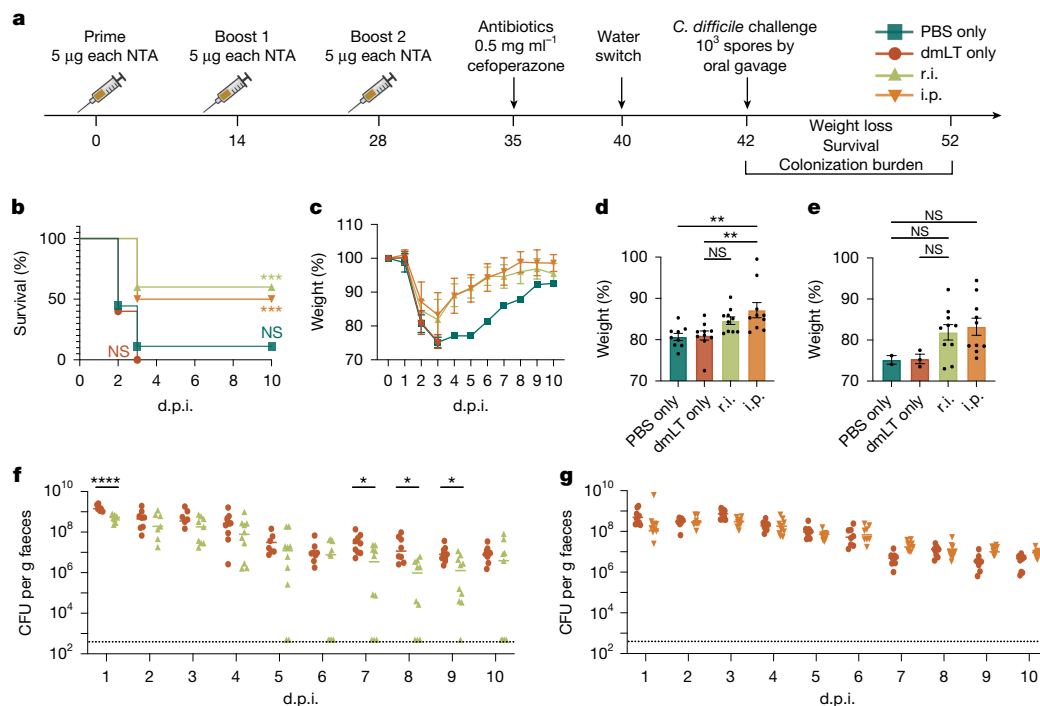 a
Prime
5 µg each NTA
Boost 1
5 µg each NTA
Boost 2
5 µg each NTA
Antibiotics
0.5 mg ml⁻¹
cefoperazone
Water
switch
C. difficile challenge
10³ spores by
oral gavage
PBS only
dmLT only
r.i.
i.p.
0 14 28 35 40 42 52
Weight loss
Survival
Colonization burden
b
Survival (%)
100
50
0
***
***
NS
NS
0 2 4 6 8 10
d.p.i.
c
Weight (%)
110
100
90
80
70
0 1 2 3 4 5 6 7 8 9 10
d.p.i.
d
Weight (%)
100
90
80
70
**
**
NS
PBS only
dmLT only
r.i.
i.p.
e
Weight (%)
100
90
80
70
NS
NS
NS
PBS only
dmLT only
r.i.
i.p.
f
CFU per g faeces
10¹⁰
10⁸
10⁶
10⁴
10²
**** * * *
1 2 3 4 5 6 7 8 9 10
d.p.i.
g
CFU per g faeces
10¹⁰
10⁸
10⁶
10⁴
10²
1 2 3 4 5 6 7 8 9 10
d.p.i.